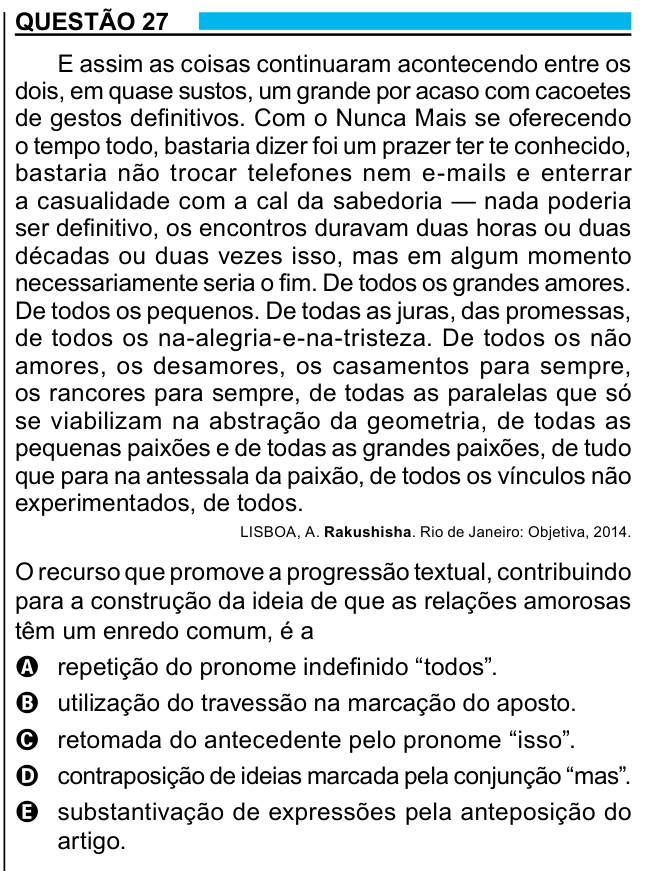 QUESTÃO 27
E assim as coisas continuaram acontecendo entre os
dois, em quase sustos, um grande por acaso com cacoetes
de gestos definitivos. Com o Nunca Mais se oferecendo
o tempo todo, bastaria dizer foi um prazer ter te conhecido,
bastaria não trocar telefones nem e-mails e enterrar
a casualidade com a cal da sabedoria — nada poderia
ser definitivo, os encontros duravam duas horas ou duas
décadas ou duas vezes isso, mas em algum momento
necessariamente seria o fim. De todos os grandes amores.
De todos os pequenos. De todas as juras, das promessas,
de todos os na-alegria-e-na-tristeza. De todos os não
amores, os desamores, os casamentos para sempre,
os rancores para sempre, de todas as paralelas que só
se viabilizam na abstração da geometria, de todas as
pequenas paixões e de todas as grandes paixões, de tudo
que para na antessala da paixão, de todos os vínculos não
experimentados, de todos.
LISBOA, A. Rakushisha. Rio de Janeiro: Objetiva, 2014.
O recurso que promove a progressão textual, contribuindo
para a construção da ideia de que as relações amorosas
têm um enredo comum, é a
A repetição do pronome indefinido “todos”.
B utilização do travessão na marcação do aposto.
C retomada do antecedente pelo pronome “isso”.
D contraposição de ideias marcada pela conjunção “mas”.
E substantivação de expressões pela anteposição do
artigo.